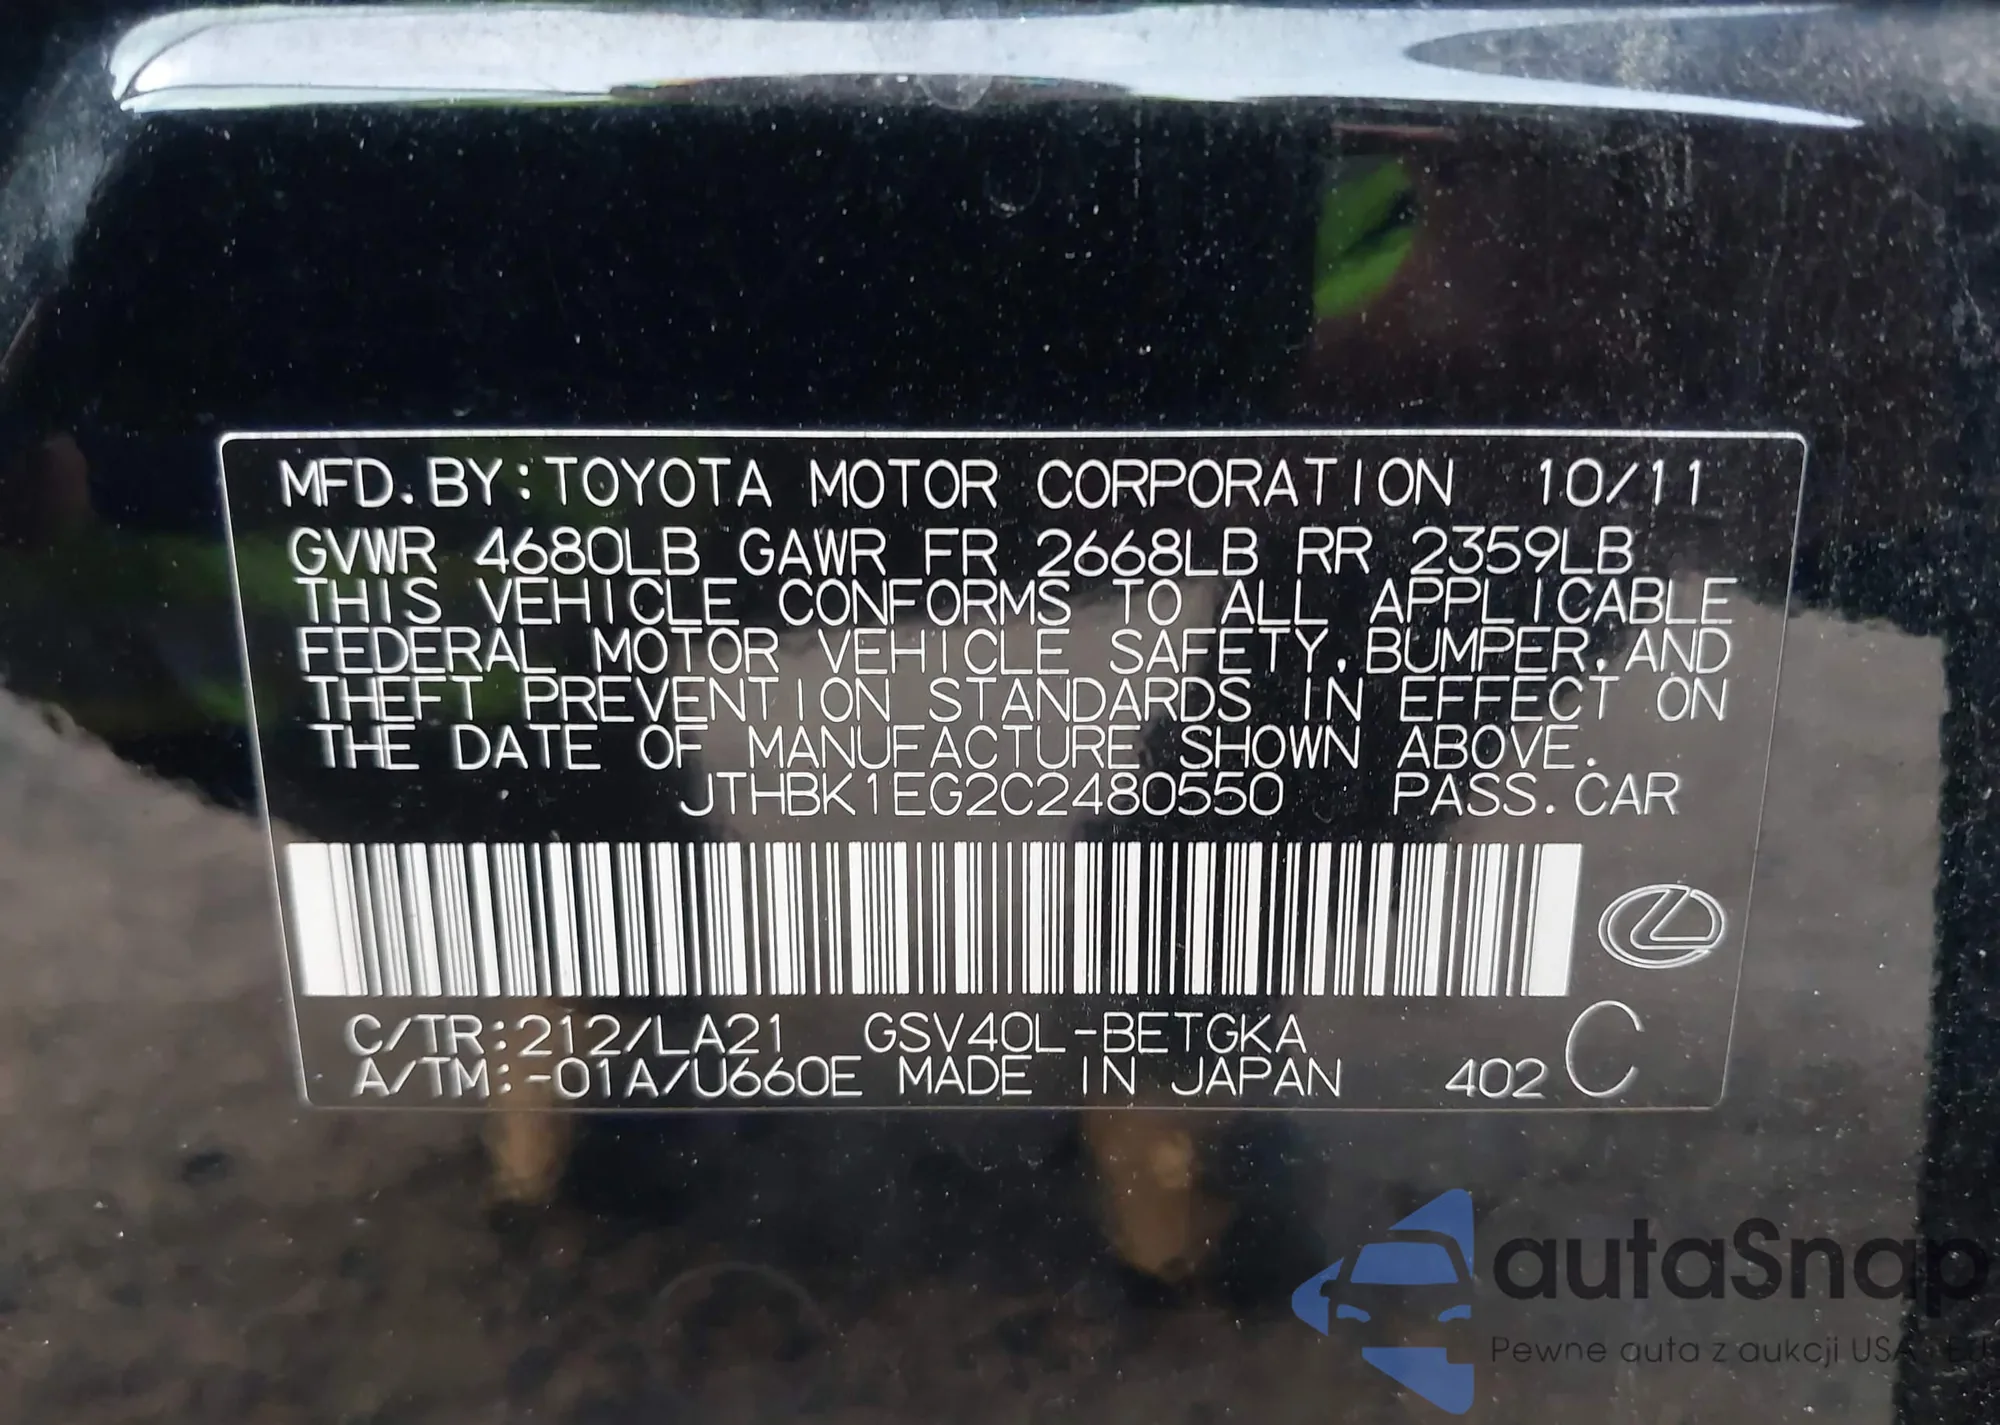 MFD.BY:TOYOTA MOTOR CORPORATION 10/11
GVWR 4680LB GAWR FR 2668LB RR 2359LB
THIS VEHICLE CONFORMS TO ALL APPLICABLE
FEDERAL MOTOR VEHICLE SAFETY,BUMPER,AND
THEFT PREVENTION STANDARDS IN EFFECT ON
THE DATE OF MANUFACTURE SHOWN ABOVE.
JTHBK1EG2C2480550 PASS.CAR
C/TR:212/LA21 GSV40L-BETGKA
A/TM:-01A/U660E MADE IN JAPAN 402 C
autaSnap
Pewne auta z aukcji USA EU